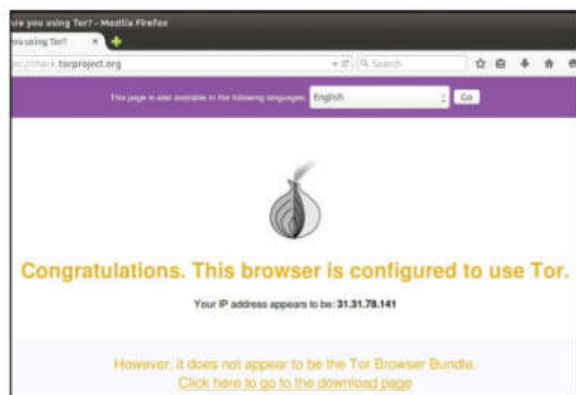 re you using Tor? - Mozilla Firefox
ou using Tor?
check.torproject.org
Search
This page is also available in the following languages:
English
Go
Congratulations. This browser is configured to use Tor.
Your IP address appears to be: 31.31.78.141
However, it does not appear to be the Tor Browser Bundle.
Click here to go to the download page